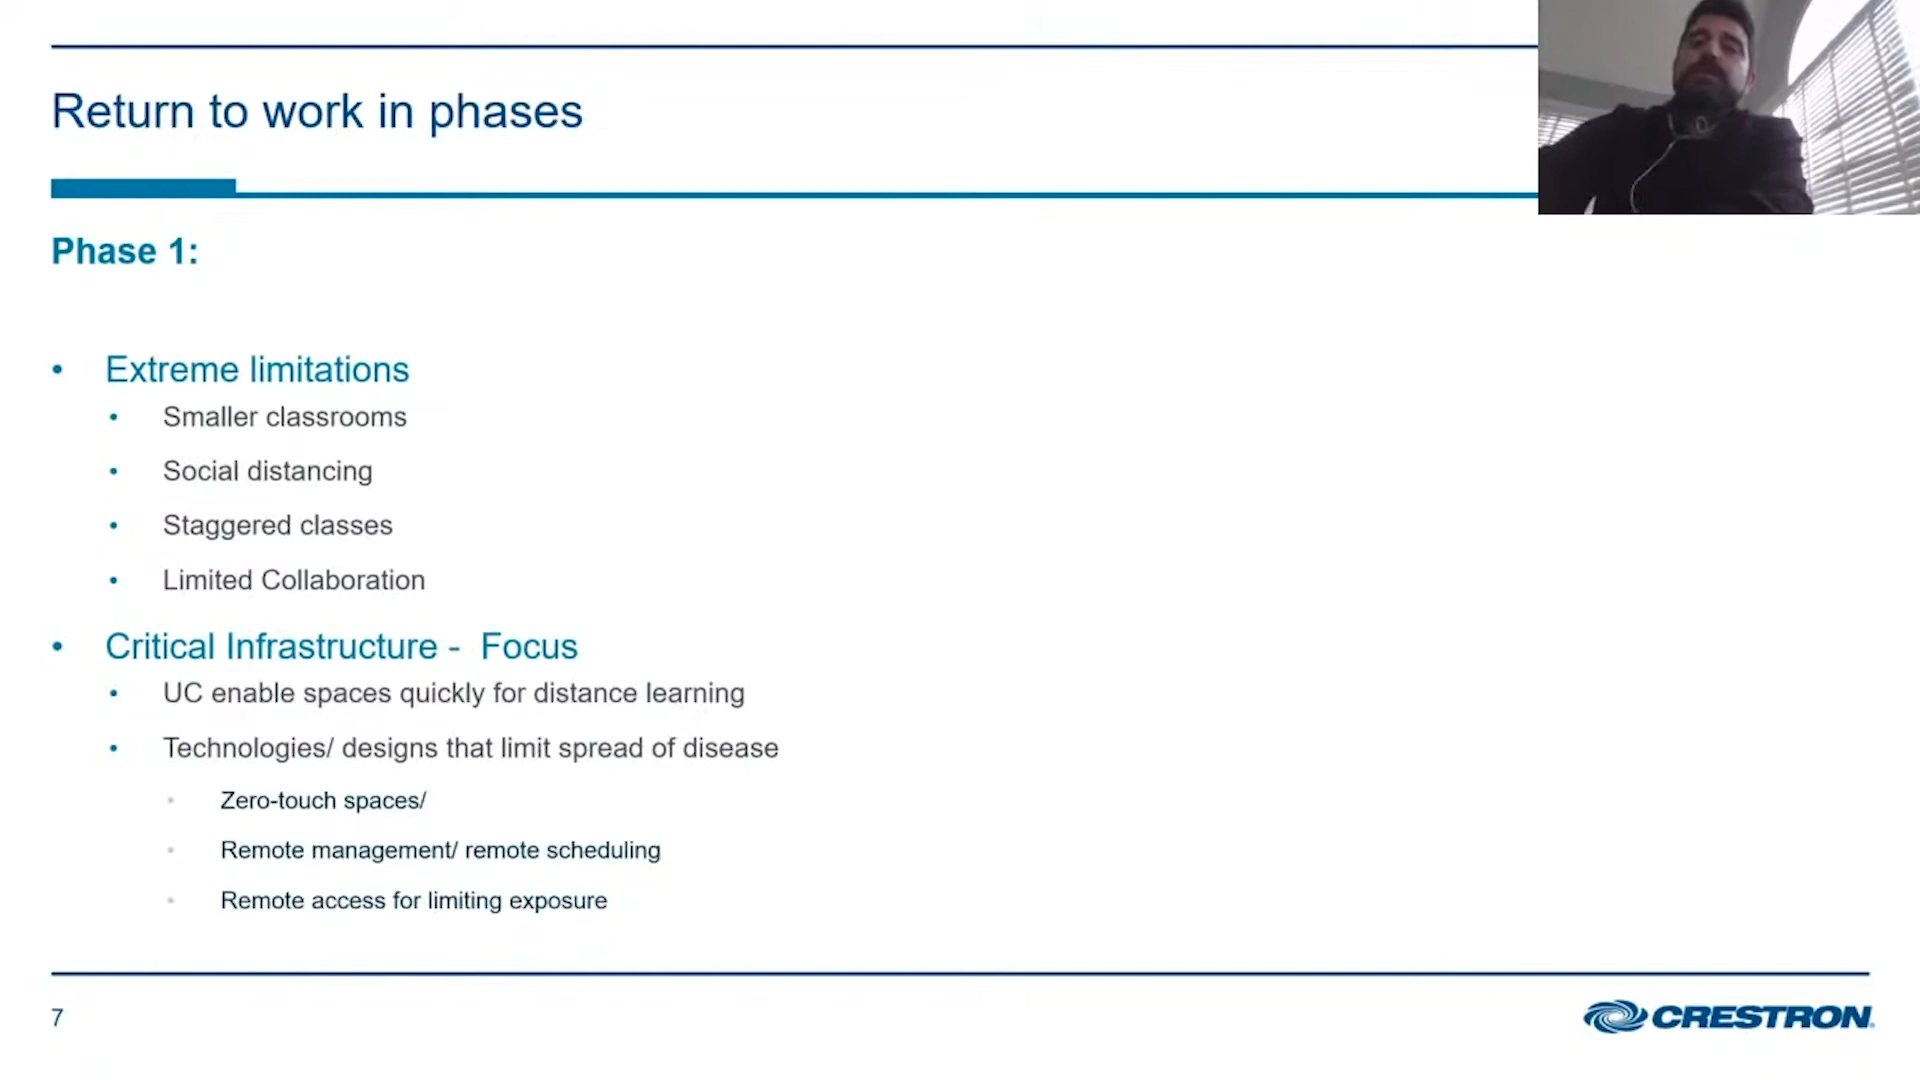 Return to work in phases
Phase 1:
• Extreme limitations
• Smaller classrooms
• Social distancing
• Staggered classes
• Limited Collaboration
• Critical Infrastructure - Focus
• UC enable spaces quickly for distance learning
• Technologies/ designs that limit spread of disease
• Zero-touch spaces/
• Remote management/ remote scheduling
• Remote access for limiting exposure
7
CRESTRON